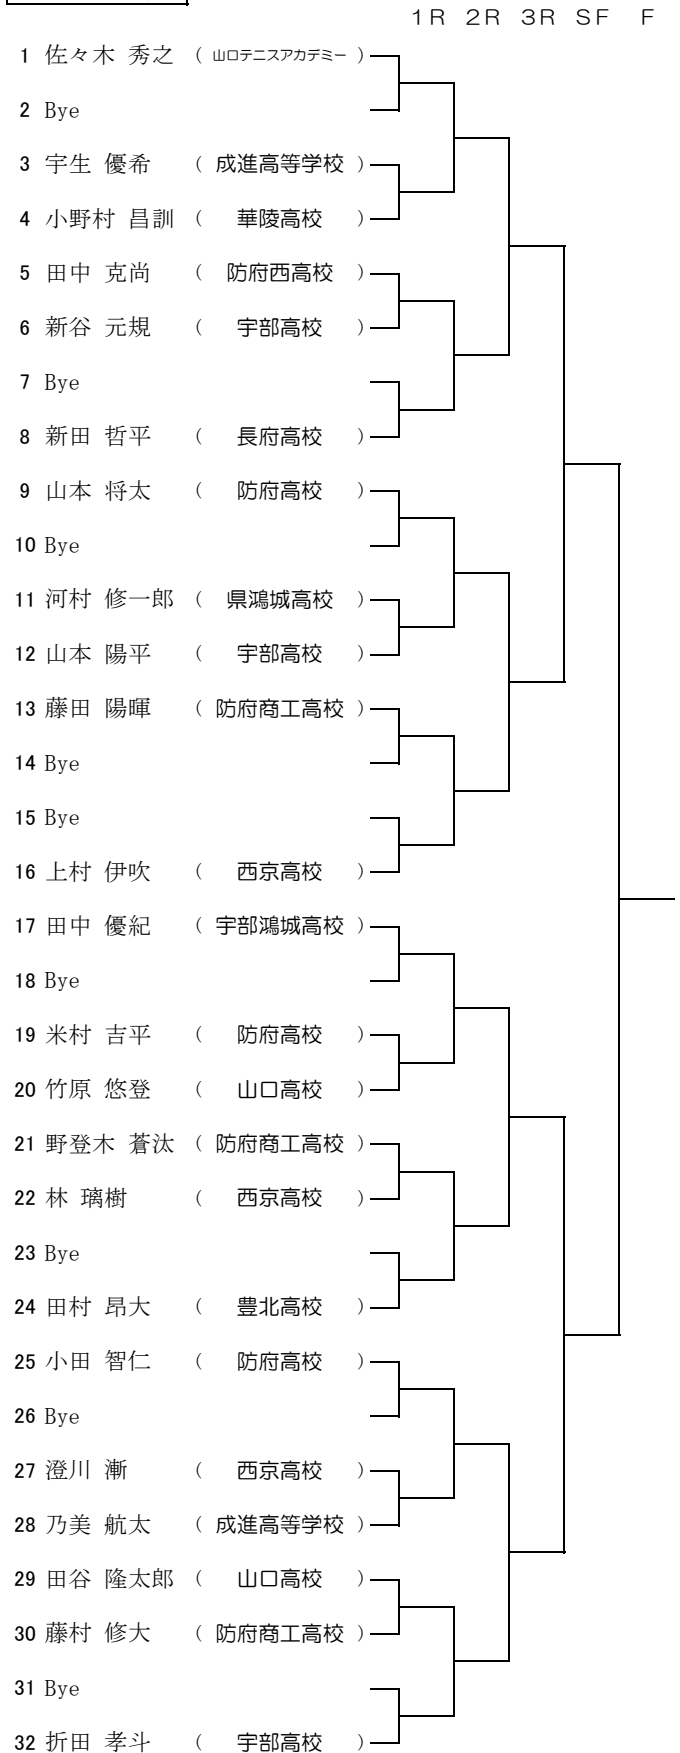 1R 2R 3R SF F
1 佐々木 秀之 ( 山口テニスアカデミー )
2 Bye
3 宇生 優希 ( 成進高等学校 )
4 小野村 昌訓 ( 華陵高校 )
5 田中 克尚 ( 防府西高校 )
6 新谷 元規 ( 宇部高校 )
7 Bye
8 新田 哲平 ( 長府高校 )
9 山本 将太 ( 防府高校 )
10 Bye
11 河村 修一郎 ( 県鴻城高校 )
12 山本 陽平 ( 宇部高校 )
13 藤田 陽暉 ( 防府商工高校 )
14 Bye
15 Bye
16 上村 伊吹 ( 西京高校 )
17 田中 優紀 ( 宇部鴻城高校 )
18 Bye
19 米村 吉平 ( 防府高校 )
20 竹原 悠登 ( 山口高校 )
21 野登木 蒼汰 ( 防府商工高校 )
22 林 璃樹 ( 西京高校 )
23 Bye
24 田村 昂大 ( 豊北高校 )
25 小田 智仁 ( 防府高校 )
26 Bye
27 澄川 漸 ( 西京高校 )
28 乃美 航太 ( 成進高等学校 )
29 田谷 隆太郎 ( 山口高校 )
30 藤村 修大 ( 防府商工高校 )
31 Bye
32 折田 孝斗 ( 宇部高校 )